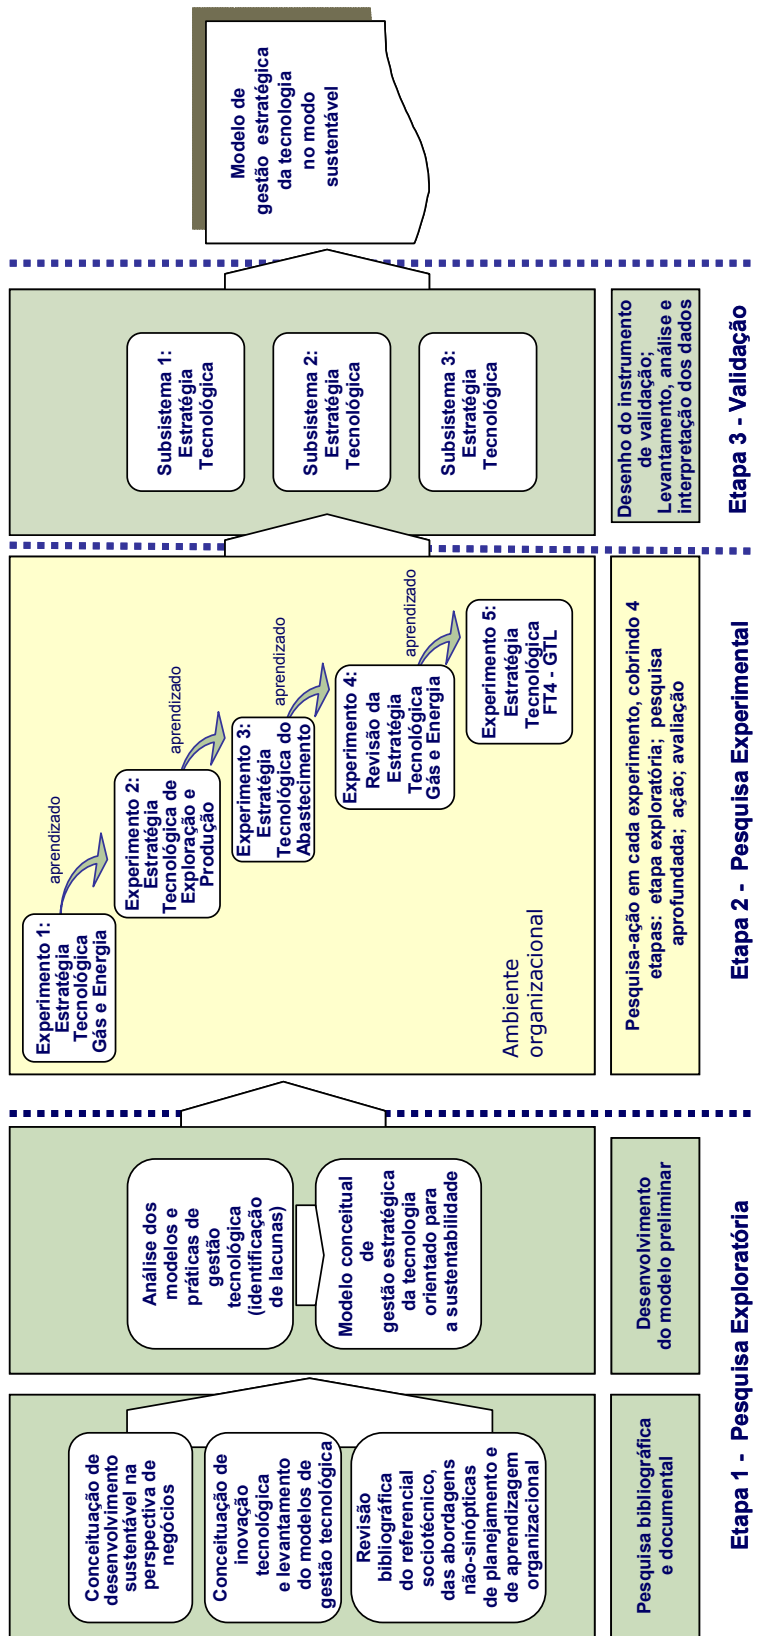 Conceituação de
desenvolvimento
sustentável na
perspectiva de
negócios
Conceituação de
inovação
tecnológica
e levantamento
do modelos de
gestão tecnológica
Revisão
bibliográfica
do referencial
sociotécnico,
das abordagens
não-sinópticas
de planejamento e
de aprendizagem
organizacional
Pesquisa bibliográfica
e documental
Análise dos
modelos e
práticas de
gestão
tecnológica
(identificação
de lacunas)
Modelo conceitual
de
gestão estratégica
da tecnologia
orientado para
a sustentabilidade
Desenvolvimento
do modelo preliminar
Etapa 1 - Pesquisa Exploratória
Experimento 1:
Estratégia
Tecnológica
Gás e Energia
aprendizado
Experimento 2:
Estratégia
Tecnológica de
Exploração e
Produção
aprendizado
Experimento 3:
Estratégia
Tecnológica do
Abastecimento
aprendizado
Experimento 4:
Revisão da
Estratégia
Tecnológica
Gás e Energia
aprendizado
Experimento 5:
Estratégia
Tecnológica
FT4 - GTL
Ambiente
organizacional
Pesquisa-ação em cada experimento, cobrindo 4
etapas: etapa exploratória; pesquisa
aprofundada; ação; avaliação
Etapa 2 - Pesquisa Experimental
Subsistema 1:
Estratégia
Tecnológica
Subsistema 2:
Estratégia
Tecnológica
Subsistema 3:
Estratégia
Tecnológica
Desenho do instrumento
de validação;
Levantamento, análise e
interpretação dos dados
Etapa 3 - Validação
Modelo de
gestão estratégica
da tecnologia
no modo
sustentável